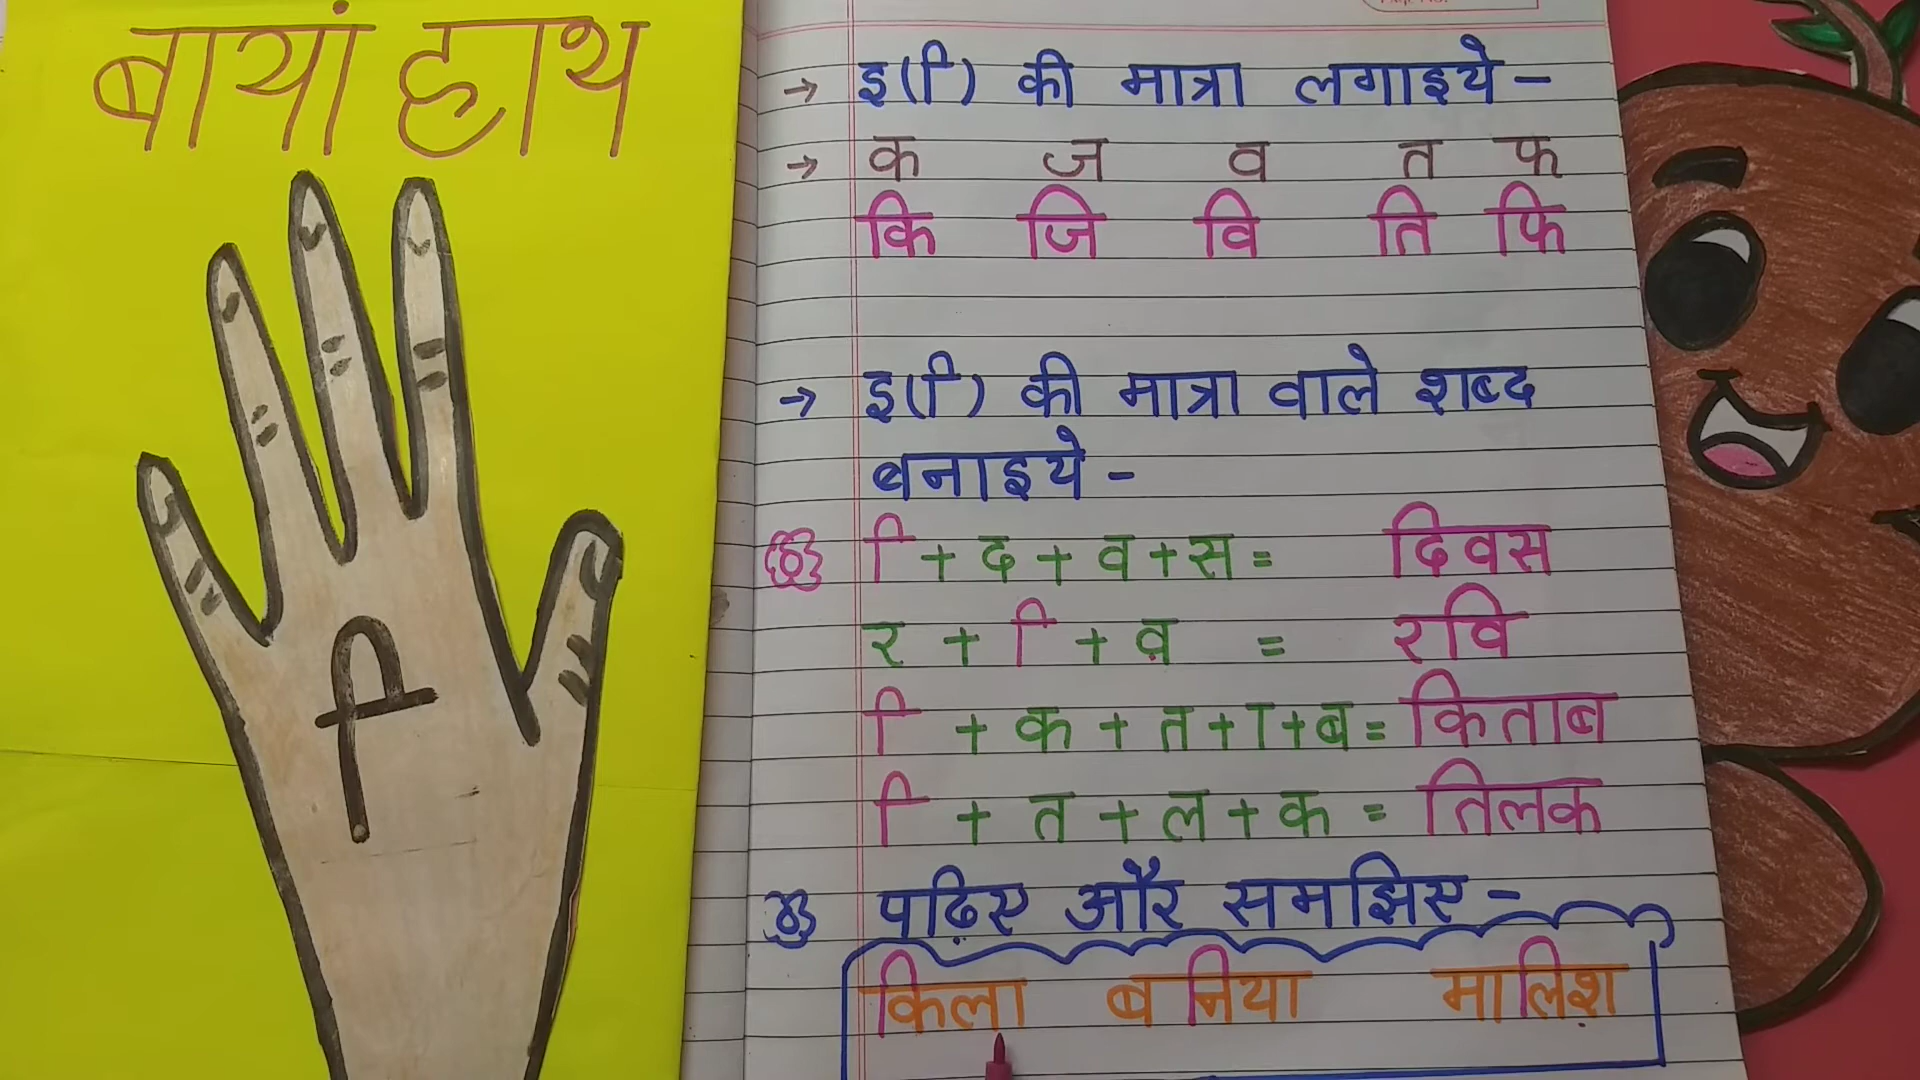 बायां हाथ
ि
→ इ(ि) की मात्रा लगाइये -
→ क ज व त फ
कि जि वि ति फि
→ इ(ि) की मात्रा वाले शब्द
बनाइये -
ि + द + व + स = दिवस
र + ि + व = रवि
ि + क + त + ा + ब = किताब
ि + त + ल + क = तिलक
पढ़िए और समझिए -
किला बनिया मालिश